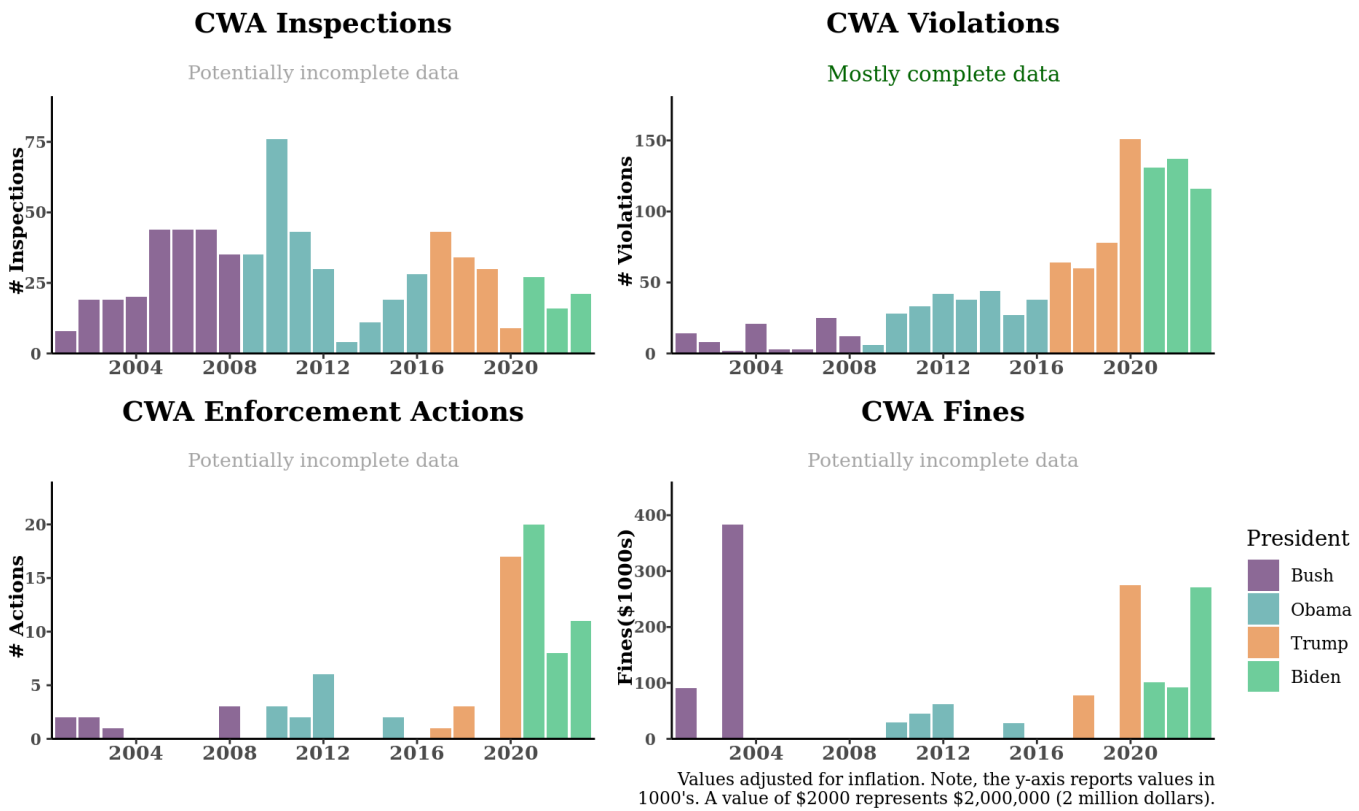 CWA Inspections
Potentially incomplete data
# Inspections
75
50
25
0
2004 2008 2012 2016 2020
CWA Violations
Mostly complete data
# Violations
150
100
50
0
2004 2008 2012 2016 2020
CWA Enforcement Actions
Potentially incomplete data
# Actions
20
15
10
5
0
2004 2008 2012 2016 2020
CWA Fines
Potentially incomplete data
Fines($1000s)
400
300
200
100
0
2004 2008 2012 2016 2020
President
Bush
Obama
Trump
Biden
Values adjusted for inflation. Note, the y-axis reports values in
1000's. A value of $2000 represents $2,000,000 (2 million dollars).